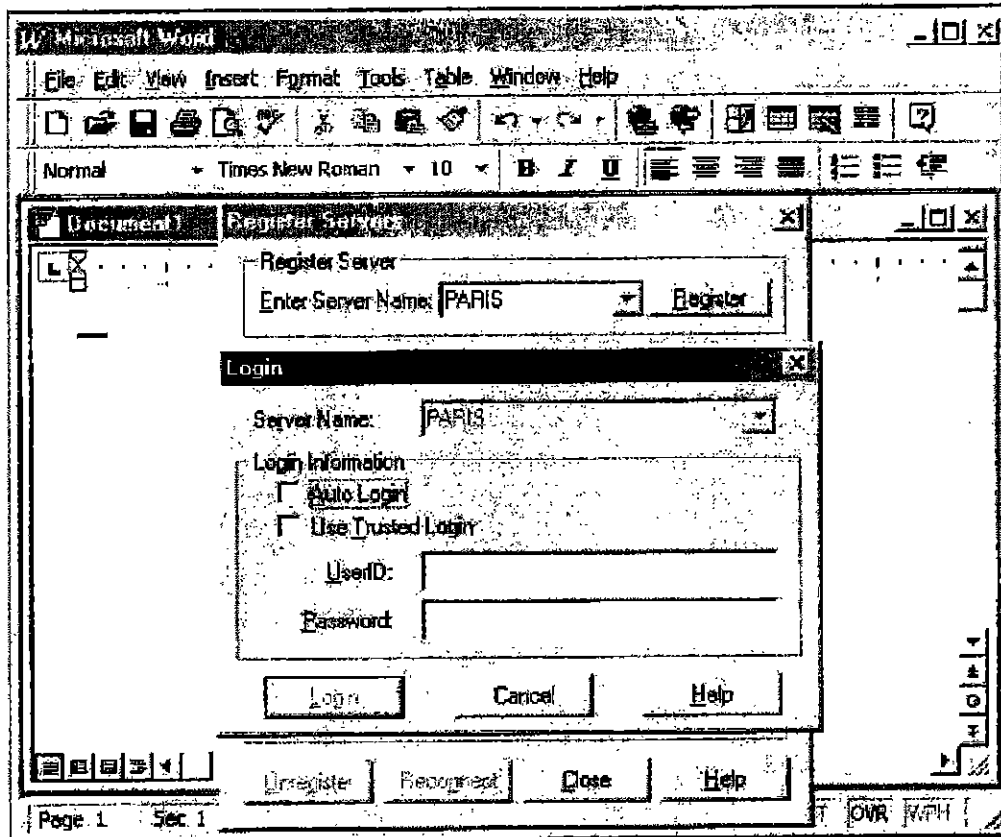 Microsoft Word
File Edit View Insert Format Tools Table Window Help
Normal Times New Roman 10 B I U
Document1
Register Servers
Register Server
Enter Server Name: PARIS Register
Login
Server Name: PARIS
Login Information
Auto Login
Use Trusted Login
UserID:
Password:
Login Cancel Help
Unregister Reconnect Close Help
Page 1 Sec 1 OVR WPH